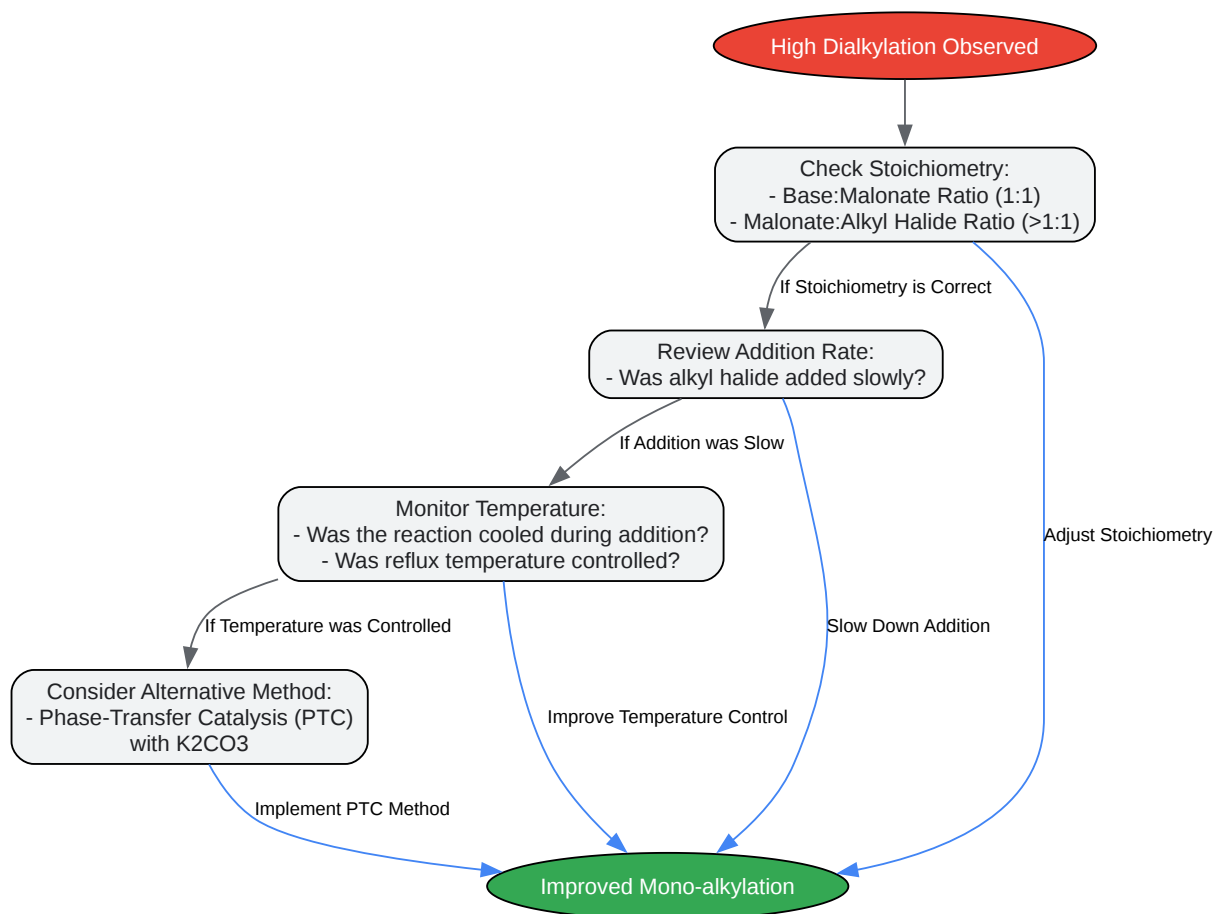 High Dialkylation Observed
Check Stoichiometry:
- Base:Malonate Ratio (1:1)
- Malonate:Alkyl Halide Ratio (>1:1)
If Stoichiometry is Correct
Review Addition Rate:
- Was alkyl halide added slowly?
If Addition was Slow
Monitor Temperature:
- Was the reaction cooled during addition?
- Was reflux temperature controlled?
Adjust Stoichiometry
If Temperature was Controlled
Slow Down Addition
Consider Alternative Method:
- Phase-Transfer Catalysis (PTC)
with K2CO3
Improve Temperature Control
Implement PTC Method
Improved Mono-alkylation